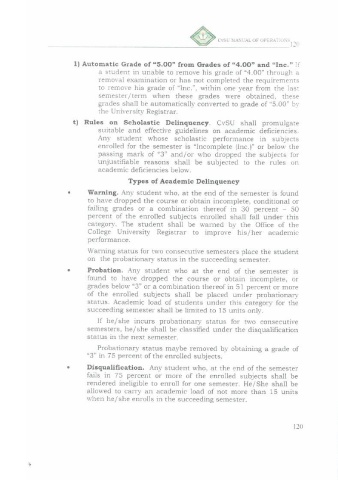 CVSU MANUAL OF OPERATIONS
1) Automatic Grade of "5.00" from Grades of "4.00" and "Inc." If
a student in unable to remove his grade of "4.00" through a
removal examination or has not completed the requirements
to remove his grade of "Inc.", within one year from the last
semester/term when these grades were obtained, these
grades shall be automatically converted to grade of "5.00" by
the University Registrar.
t) Rules on Scholastic Delinquency. CvSU shall promulgate
suitable and effective guidelines on academic deficiencies.
Any student whose scholastic performance in subjects
enrolled for the semester is "incomplete (Inc.)" or below the
passing mark of "3" and/or who dropped the subjects for
unjustifiable reasons shall be subjected to the rules on
academic deficiencies below.
Types of Academic Delinquency
• Warning. Any student who, at the end of the semester is found
to have dropped the course or obtain incomplete, conditional or
failing grades or a combination thereof in 30 percent – 50
percent of the enrolled subjects enrolled shall fall under this
category. The student shall be warned by the Office of the
College University Registrar to improve his/her academic
performance.
Warning status for two consecutive semesters place the student
on the probationary status in the succeeding semester.
• Probation. Any student who at the end of the semester is
found to have dropped the course or obtain incomplete, or
grades below "3" or a combination thereof in 51 percent or more
of the enrolled subjects shall be placed under probationary
status. Academic load of students under this category for the
succeeding semester shall be limited to 15 units only.
If he/she incurs probationary status for two consecutive
semesters, he/she shall be classified under the disqualification
status in the next semester.
Probationary status maybe removed by obtaining a grade of
"3" in 75 percent of the enrolled subjects.
• Disqualification. Any student who, at the end of the semester
fails in 75 percent or more of the enrolled subjects shall be
rendered ineligible to enroll for one semester. He/She shall be
allowed to carry an academic load of not more than 15 units
when he/she enrolls in the succeeding semester.
120